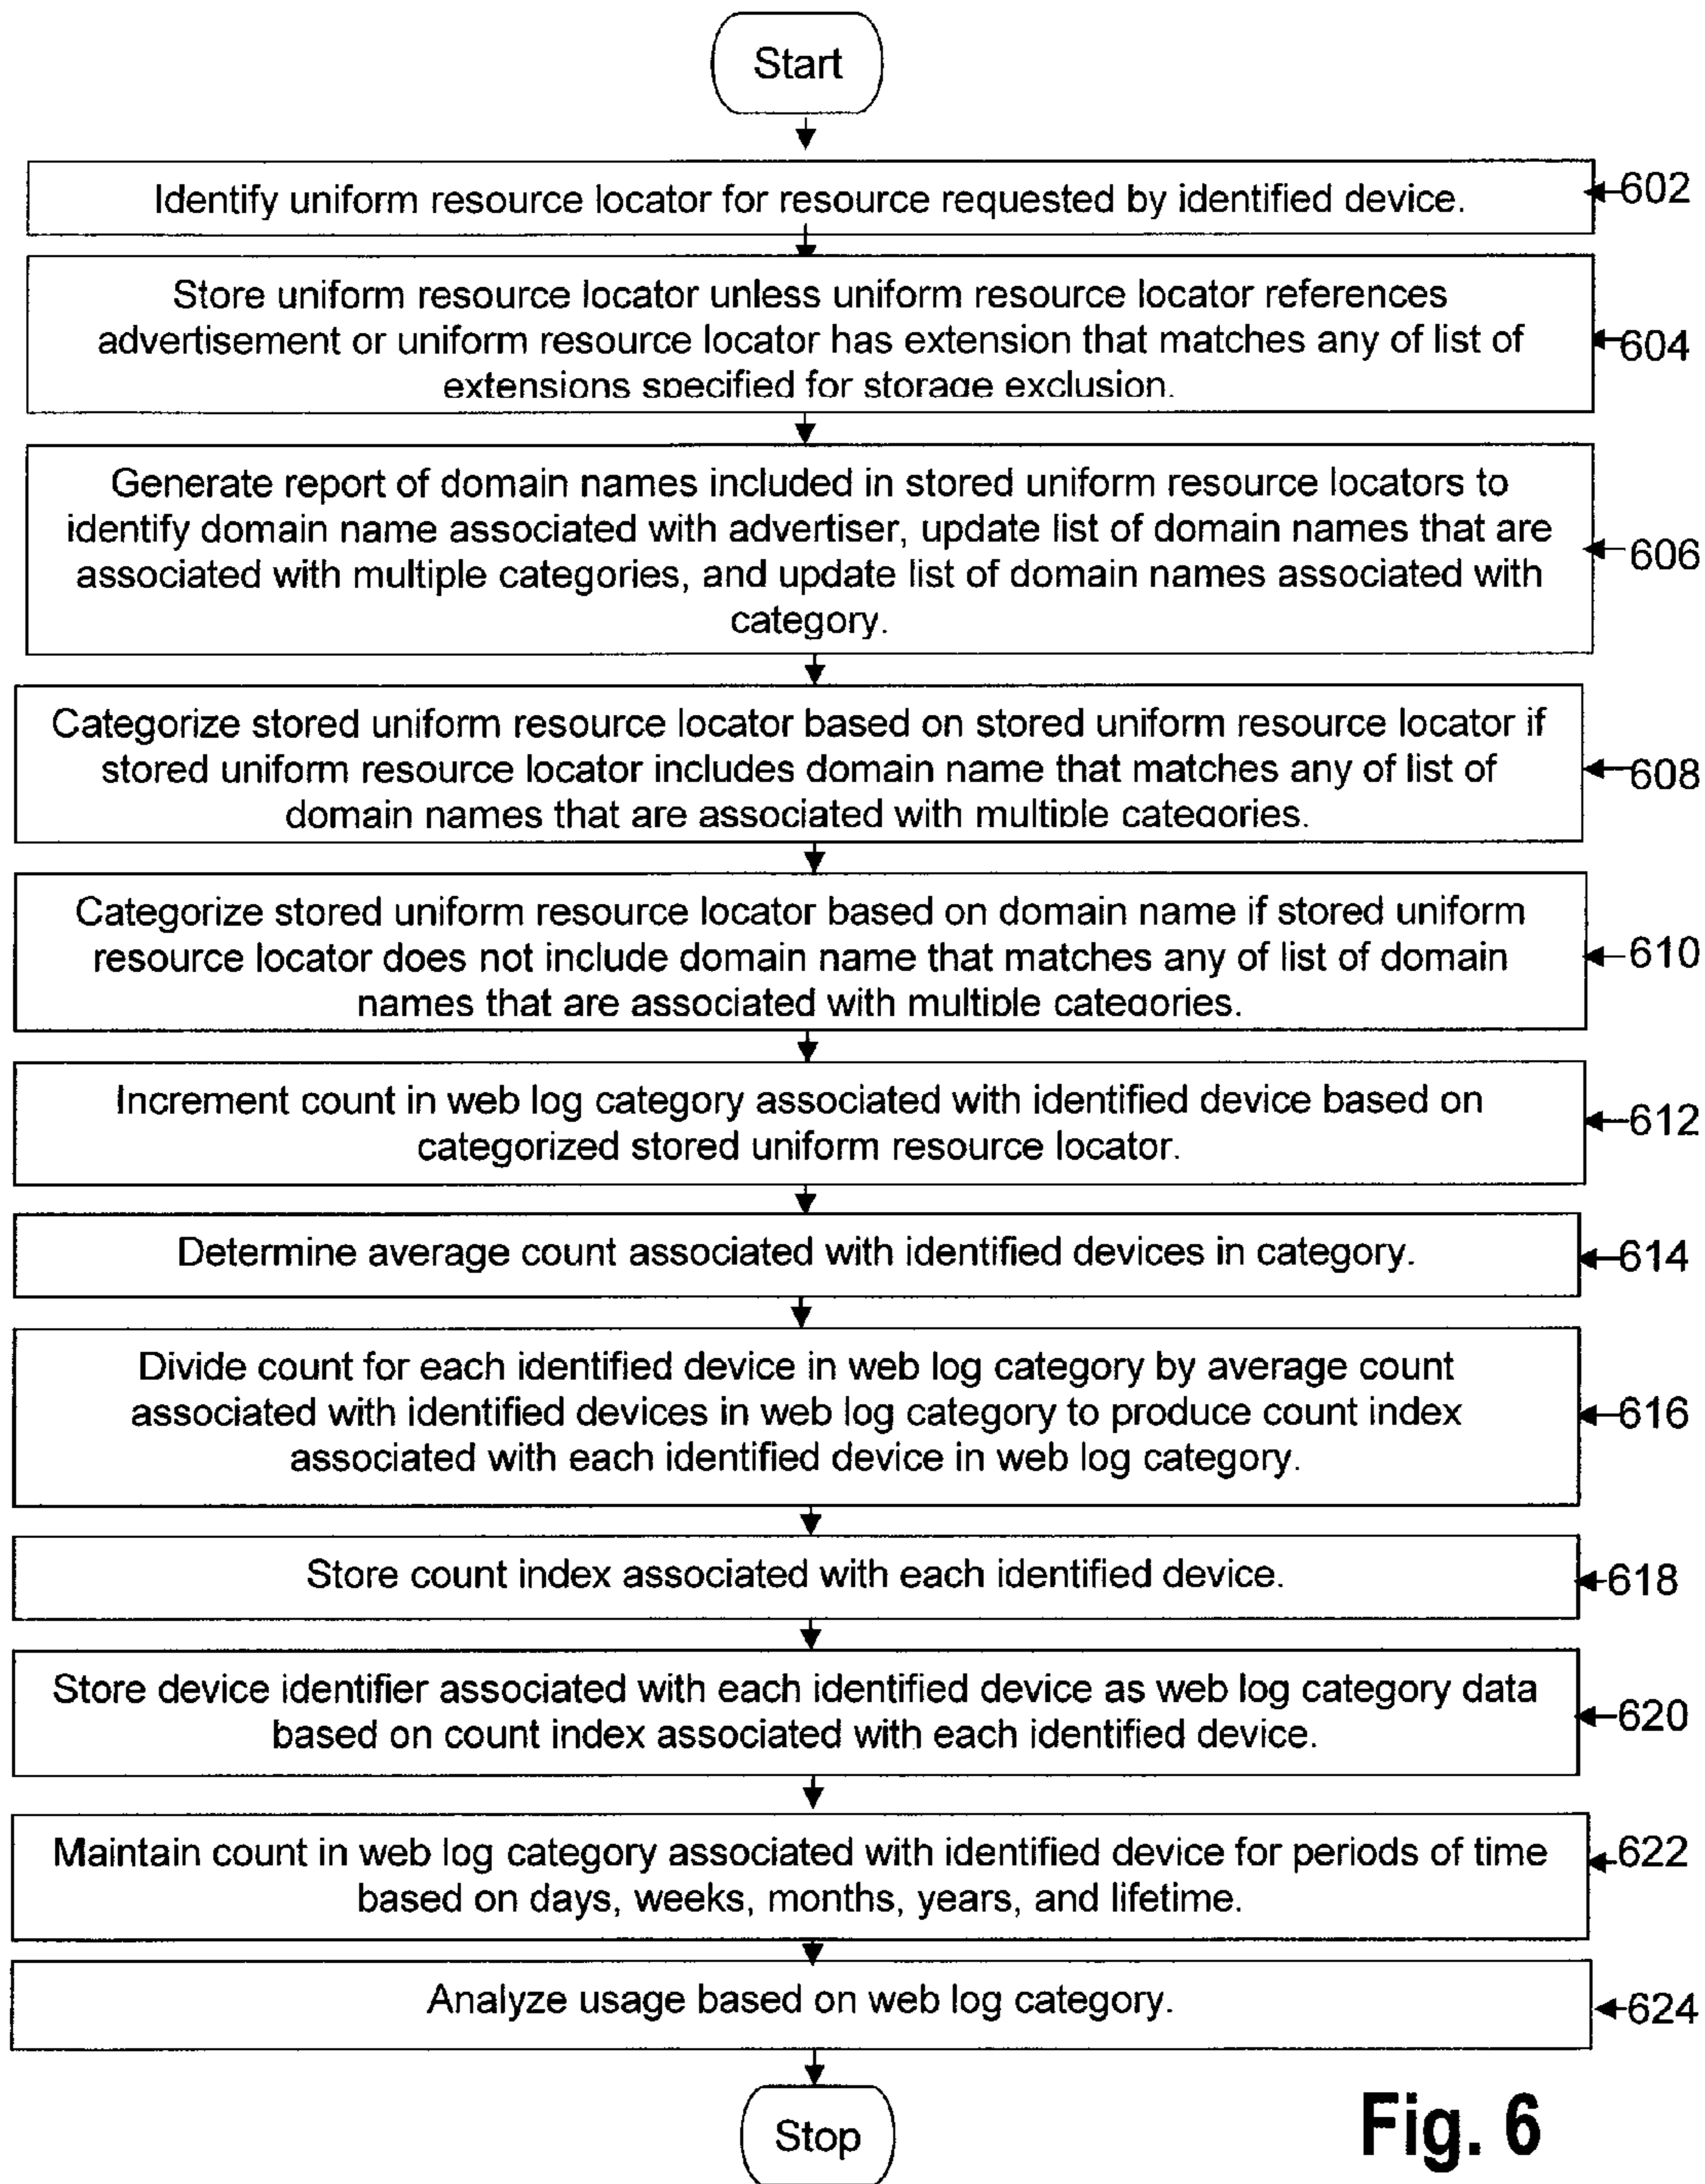 Start
Identify uniform resource locator for resource requested by identified device.
602
Store uniform resource locator unless uniform resource locator references
advertisement or uniform resource locator has extension that matches any of list of
extensions specified for storage exclusion.
604
Generate report of domain names included in stored uniform resource locators to
identify domain name associated with advertiser, update list of domain names that are
associated with multiple categories, and update list of domain names associated with
category.
606
Categorize stored uniform resource locator based on stored uniform resource locator if
stored uniform resource locator includes domain name that matches any of list of
domain names that are associated with multiple categories.
608
Categorize stored uniform resource locator based on domain name if stored uniform
resource locator does not include domain name that matches any of list of domain
names that are associated with multiple categories.
610
Increment count in web log category associated with identified device based on
categorized stored uniform resource locator.
612
Determine average count associated with identified devices in category.
614
Divide count for each identified device in web log category by average count
associated with identified devices in web log category to produce count index
associated with each identified device in web log category.
616
Store count index associated with each identified device.
618
Store device identifier associated with each identified device as web log category data
based on count index associated with each identified device.
620
Maintain count in web log category associated with identified device for periods of time
based on days, weeks, months, years, and lifetime.
622
Analyze usage based on web log category.
624
Stop
Fig. 6